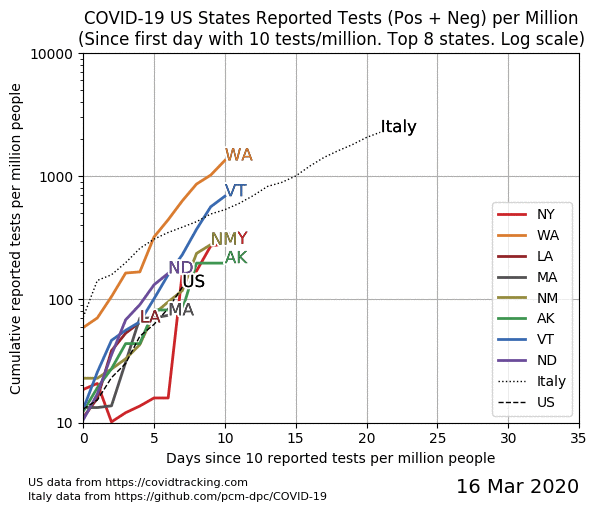 COVID-19 US States Reported Tests (Pos + Neg) per Million
(Since first day with 10 tests/million. Top 8 states. Log scale)
Cumulative reported tests per million people
10000
1000
100
10
Italy
WA
VT
NM
NY
AK
ND
US
LA
MA
NY
WA
LA
MA
NM
AK
VT
ND
Italy
US
0 5 10 15 20 25 30 35
Days since 10 reported tests per million people
US data from https://covidtracking.com
Italy data from https://github.com/pcm-dpc/COVID-19
16 Mar 2020